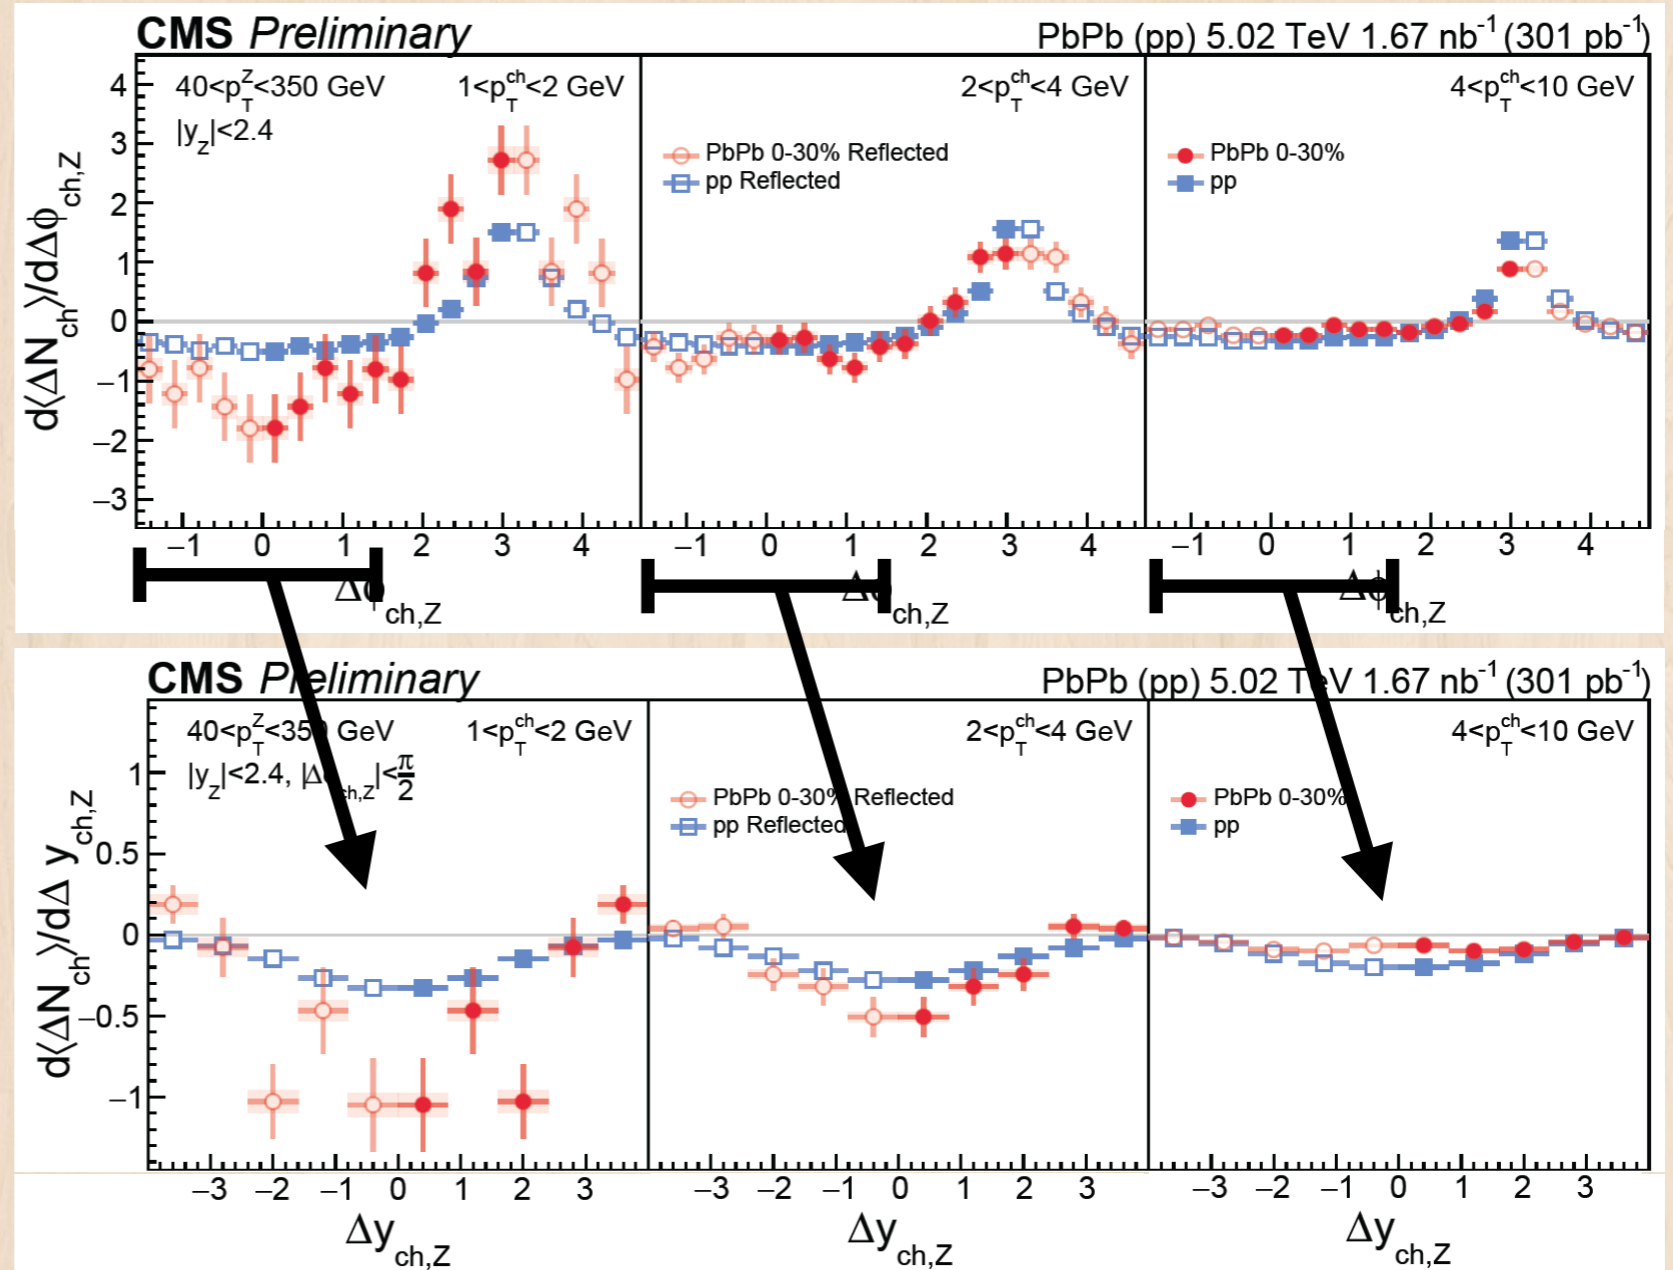 CMS Preliminary PbPb (pp) 5.02 TeV 1.67 nb⁻¹ (301 pb⁻¹)
40<p_T^Z<350 GeV 1<p_T^ch<2 GeV 2<p_T^ch<4 GeV 4<p_T^ch<10 GeV
|y_Z|<2.4
PbPb 0-30% Reflected PbPb 0-30%
pp Reflected pp
d⟨ΔN_ch⟩/dΔϕ_ch,Z
4
3
2
1
0
−1
−2
−3
−1 0 1 2 3 4 −1 0 1 2 3 4 −1 0 1 2 3 4
Δϕ_ch,Z Δϕ_ch,Z Δϕ_ch,Z
CMS Preliminary PbPb (pp) 5.02 TeV 1.67 nb⁻¹ (301 pb⁻¹)
40<p_T^Z<350 GeV 1<p_T^ch<2 GeV 2<p_T^ch<4 GeV 4<p_T^ch<10 GeV
|y_Z|<2.4, |Δϕ_ch,Z|<π/2
PbPb 0-30% Reflected PbPb 0-30%
pp Reflected pp
d⟨ΔN_ch⟩/dΔ y_ch,Z
1
0.5
0
−0.5
−1
−3 −2 −1 0 1 2 3 −3 −2 −1 0 1 2 3 −3 −2 −1 0 1 2 3
Δy_ch,Z Δy_ch,Z Δy_ch,Z